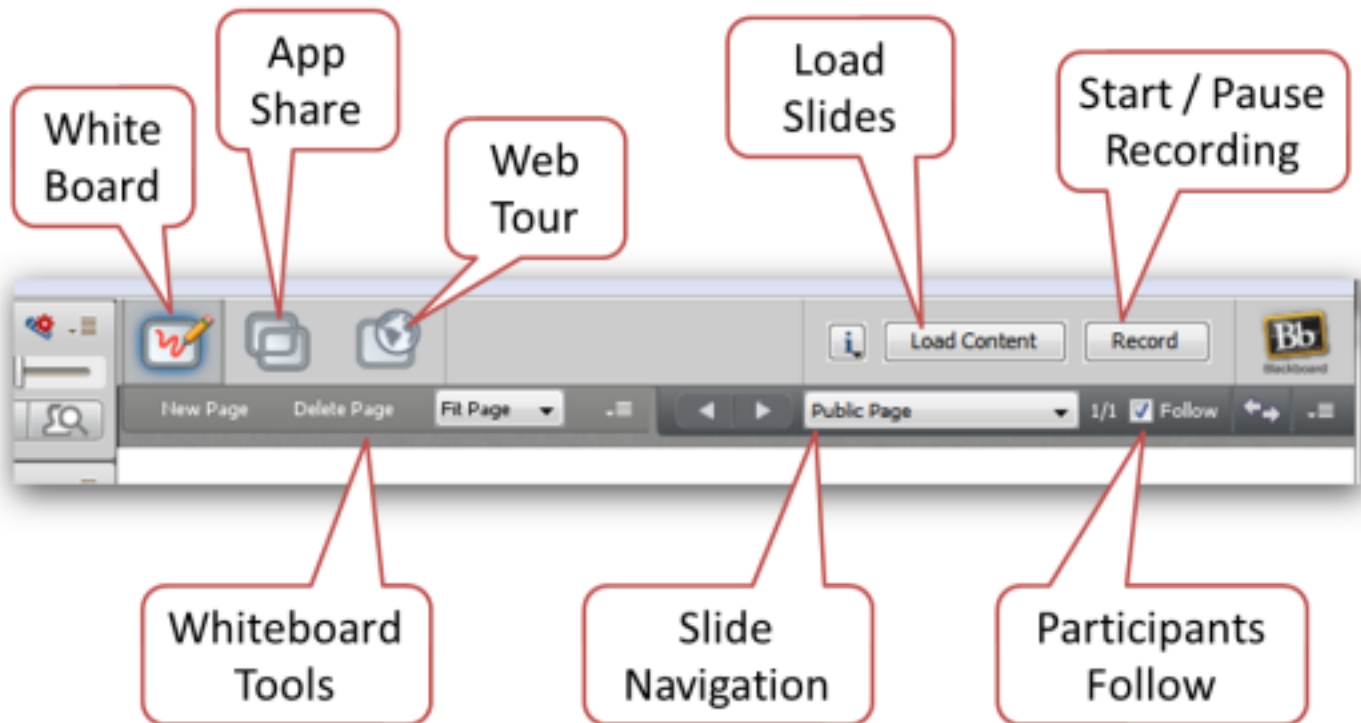 App
Share
Load
Slides
Start / Pause
Recording
White
Board
Web
Tour
Load Content
Record
Bb
Blackboard
New Page
Delete Page
Fit Page
Public Page
1/1
Follow
Whiteboard
Tools
Slide
Navigation
Participants
Follow